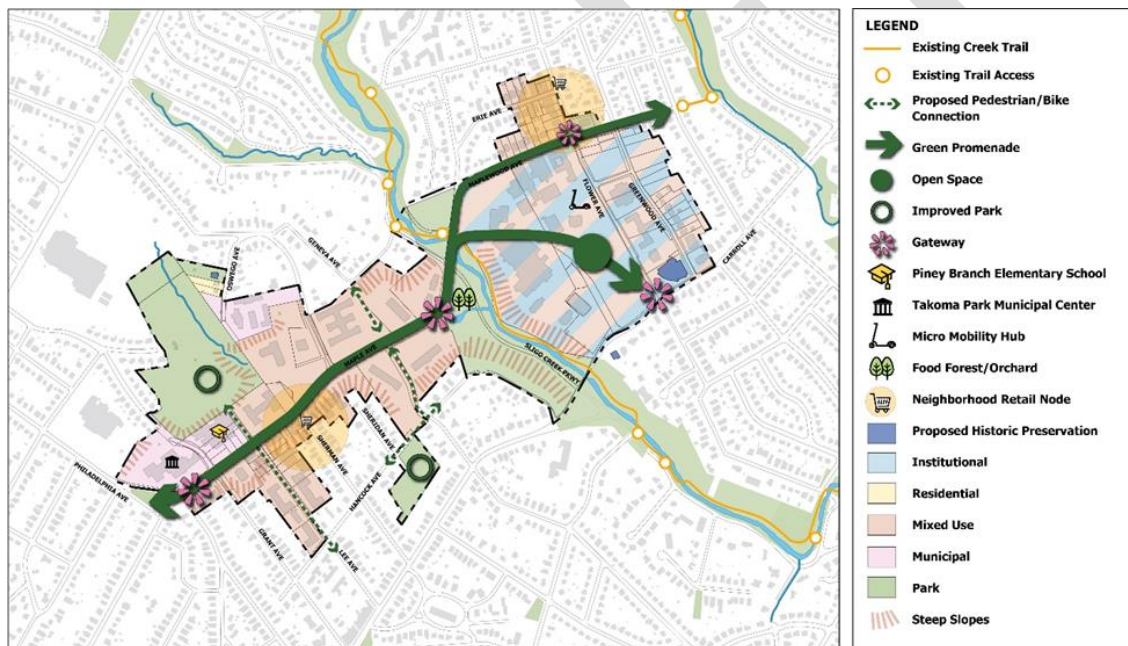 ERIE AVE
MAPLEWOOD AVE
FLOWER AVE
GREENWOOD AVE
CARROLL AVE
GENEVA AVE
OSWEGO AVE
MAPLE AVE
SLIGO CREEK PKWY
SHERIDAN AVE
SHERMAN AVE
HANCOCK AVE
PHILADELPHIA AVE
GRANT AVE
LEE AVE
LEGEND
Existing Creek Trail
Existing Trail Access
Proposed Pedestrian/Bike
Connection
Green Promenade
Open Space
Improved Park
Gateway
Piney Branch Elementary School
Takoma Park Municipal Center
Micro Mobility Hub
Food Forest/Orchard
Neighborhood Retail Node
Proposed Historic Preservation
Institutional
Residential
Mixed Use
Municipal
Park
Steep Slopes